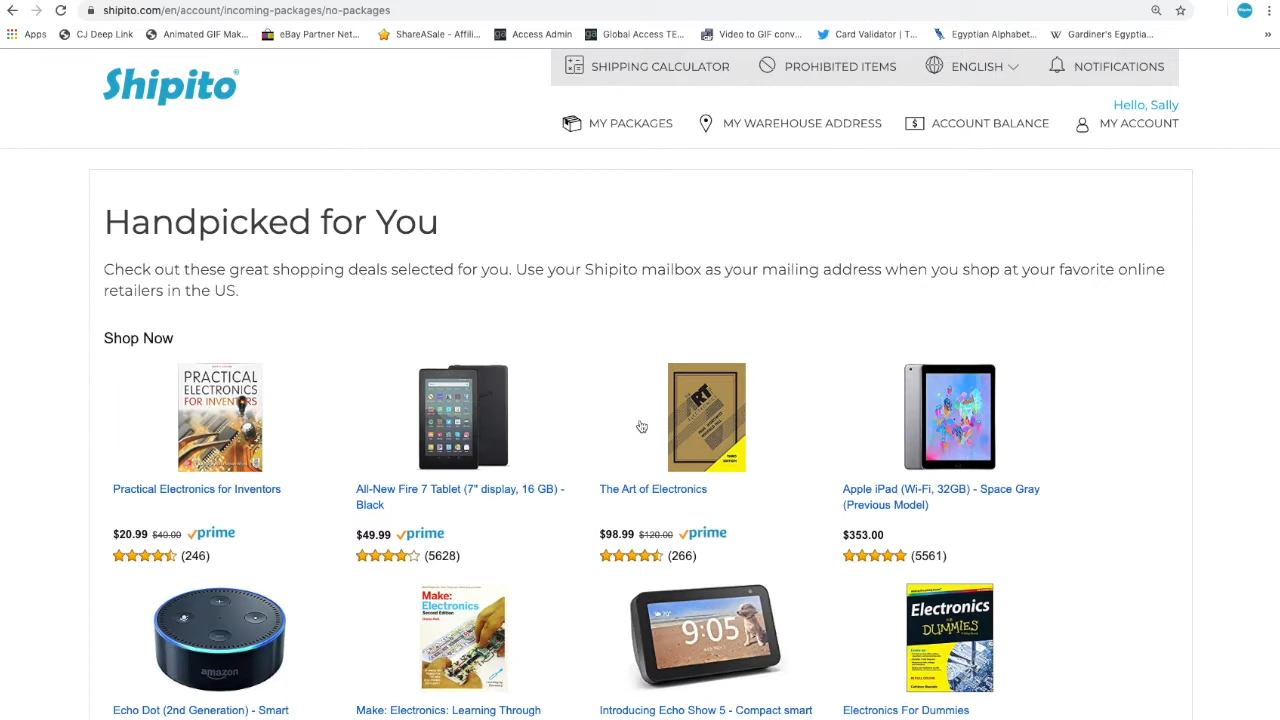 shipito.com/en/account/incoming-packages/no-packages
Shipito
Apps CJ Deep Link Animated GIF Mak... eBay Partner Net... ShareASale - Affili... Access Admin Global Access TE... Video to GIF conv... Card Validator | T... Egyptian Alphabet... Gardiner's Egyptia... »
Shipito®
SHIPPING CALCULATOR PROHIBITED ITEMS ENGLISH NOTIFICATIONS
Hello, Sally
MY PACKAGES MY WAREHOUSE ADDRESS ACCOUNT BALANCE MY ACCOUNT
Handpicked for You
Check out these great shopping deals selected for you. Use your Shipito mailbox as your mailing address when you shop at your favorite online
retailers in the US.
Shop Now
PRACTICAL
ELECTRONICS
FOR INVENTORS
ART
THIRD
EDITION
Practical Electronics for Inventors
All-New Fire 7 Tablet (7" display, 16 GB) -
Black
The Art of Electronics
Apple iPad (Wi-Fi, 32GB) - Space Gray
(Previous Model)
$20.99 $40.00 prime
$49.99 prime
$98.99 $120.00 prime
$353.00
(246)
(5628)
(266)
(5561)
amazon
Make:
Electronics
Second Edition
9:05
Electronics
FOR
DUMMIES
Echo Dot (2nd Generation) - Smart
Make: Electronics: Learning Through
Introducing Echo Show 5 - Compact smart
Electronics For Dummies